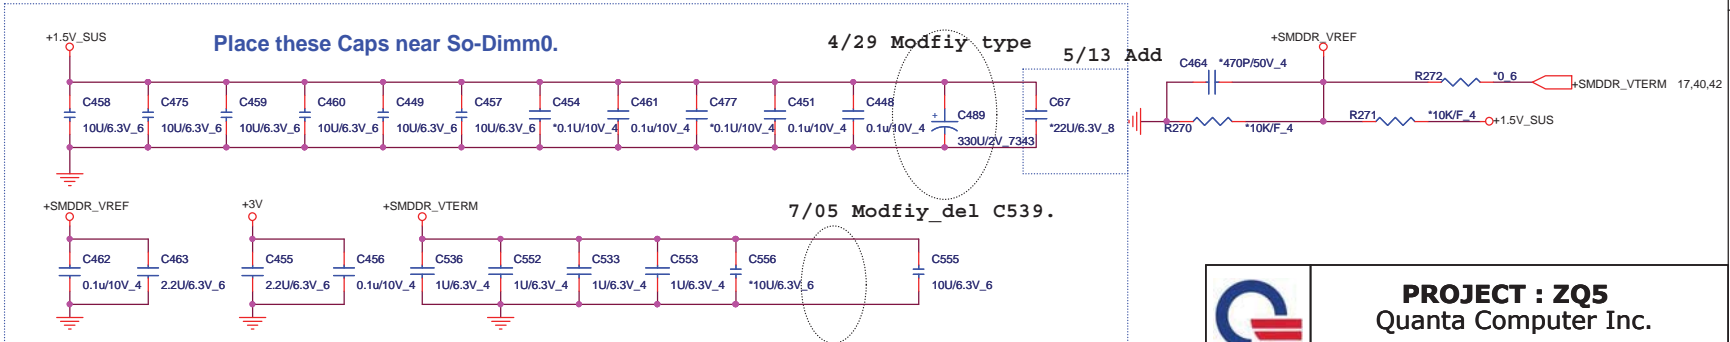 +1.5V_SUS
Place these Caps near So-Dimm0.
4/29 Modfiy type
5/13 Add
+SMDDR_VREF
C464 *470P/50V_4
R272 *0_6
+SMDDR_VTERM 17,40,42
C458 C475 C459 C460 C449 C457 C454 C461 C477 C451 C448 C489 C67
10U/6.3V_6 10U/6.3V_6 10U/6.3V_6 10U/6.3V_6 10U/6.3V_6 10U/6.3V_6 *0.1U/10V_4 0.1u/10V_4 *0.1U/10V_4 0.1u/10V_4 0.1u/10V_4 + 330U/2V_7343 *22U/6.3V_8
R270 *10K/F_4
R271 *10K/F_4
+1.5V_SUS
+SMDDR_VREF
+3V
+SMDDR_VTERM
7/05 Modfiy_del C539.
C462 C463 C455 C456 C536 C552 C533 C553 C556 C555
0.1u/10V_4 2.2U/6.3V_6 2.2U/6.3V_6 0.1u/10V_4 1U/6.3V_4 1U/6.3V_4 1U/6.3V_4 1U/6.3V_4 *10U/6.3V_6 10U/6.3V_6
PROJECT : ZQ5
Quanta Computer Inc.